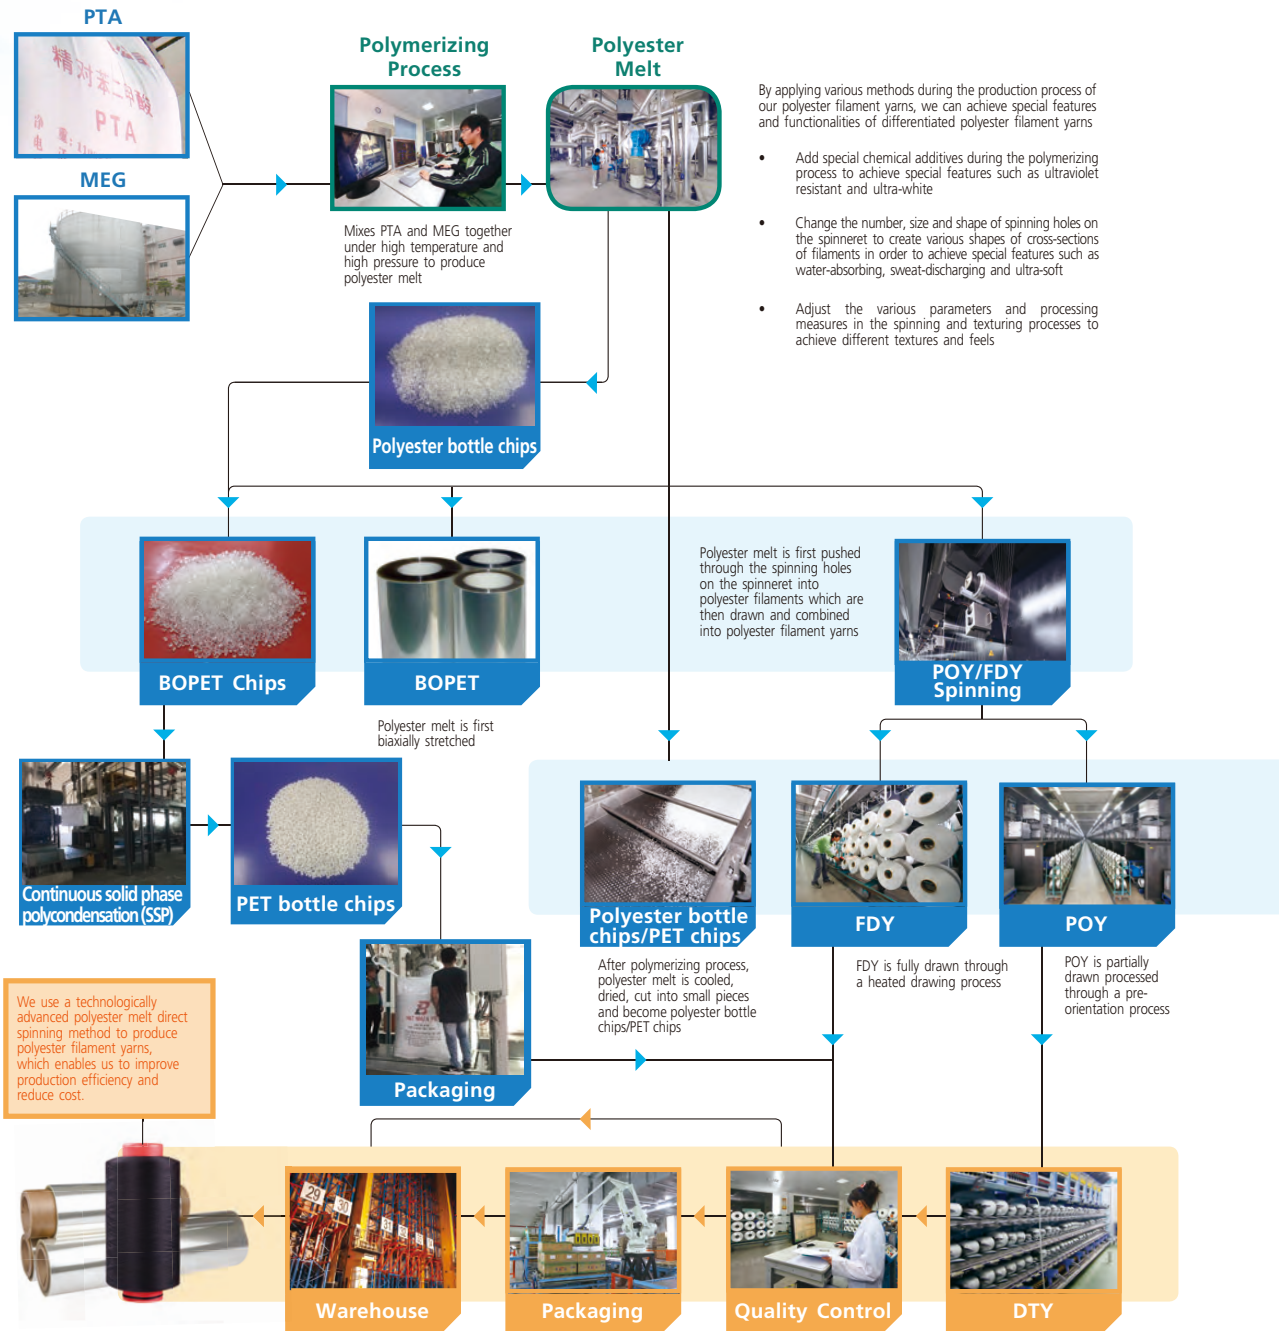 PTA
精对苯二甲酸
PTA
MEG
Polymerizing
Process
Mixes PTA and MEG together
under high temperature and
high pressure to produce
polyester melt
Polyester
Melt
By applying various methods during the production process of
our polyester filament yarns, we can achieve special features
and functionalities of differentiated polyester filament yarns
• Add special chemical additives during the polymerizing
process to achieve special features such as ultraviolet
resistant and ultra-white
• Change the number, size and shape of spinning holes on
the spinneret to create various shapes of cross-sections
of filaments in order to achieve special features such as
water-absorbing, sweat-discharging and ultra-soft
• Adjust the various parameters and processing
measures in the spinning and texturing processes to
achieve different textures and feels
Polyester bottle chips
BOPET Chips
BOPET
Polyester melt is first
biaxially stretched
Polyester melt is first pushed
through the spinning holes
on the spinneret into
polyester filaments which are
then drawn and combined
into polyester filament yarns
POY/FDY
Spinning
Continuous solid phase
polycondensation (SSP)
PET bottle chips
Polyester bottle
chips/PET chips
After polymerizing process,
polyester melt is cooled,
dried, cut into small pieces
and become polyester bottle
chips/PET chips
FDY
FDY is fully drawn through
a heated drawing process
POY
POY is partially
drawn processed
through a pre-
orientation process
Packaging
We use a technologically
advanced polyester melt direct
spinning method to produce
polyester filament yarns,
which enables us to improve
production efficiency and
reduce cost.
29
30
31
Warehouse
Packaging
Quality Control
DTY